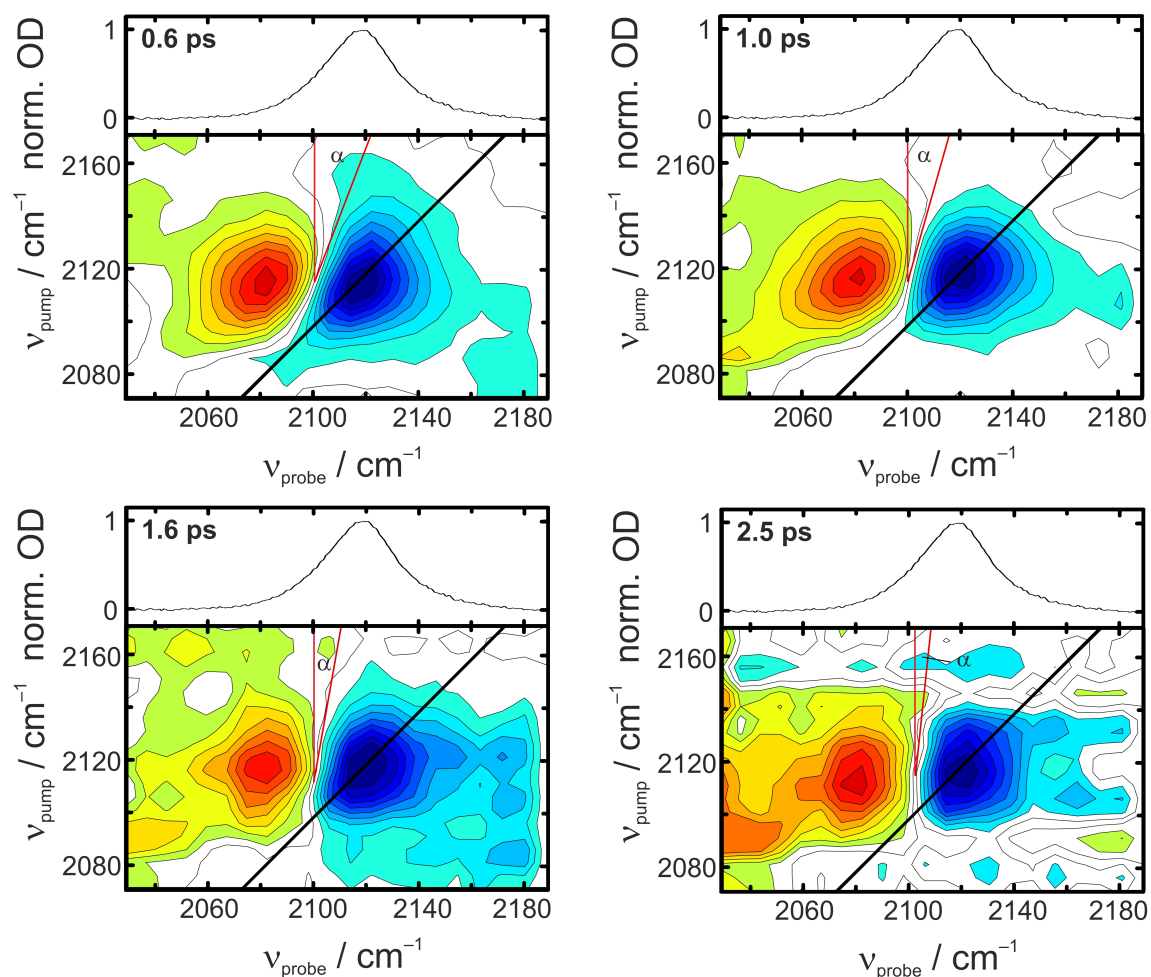 norm. OD
1
0
0.6 ps
ν_pump / cm⁻¹
2160
2120
2080
α
2060 2100 2140 2180
ν_probe / cm⁻¹
norm. OD
1
0
1.0 ps
ν_pump / cm⁻¹
2160
2120
2080
α
2060 2100 2140 2180
ν_probe / cm⁻¹
norm. OD
1
0
1.6 ps
ν_pump / cm⁻¹
2160
2120
2080
α
2060 2100 2140 2180
ν_probe / cm⁻¹
norm. OD
1
0
2.5 ps
ν_pump / cm⁻¹
2160
2120
2080
α
2060 2100 2140 2180
ν_probe / cm⁻¹